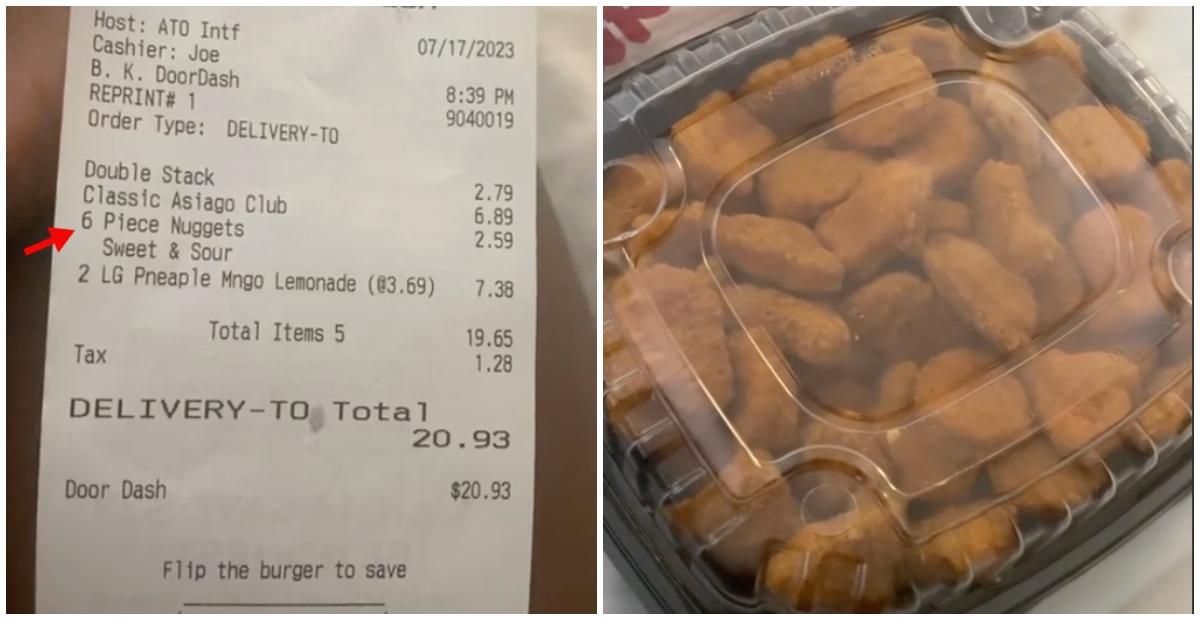 Host: ATO Intf
Cashier: Joe 07/17/2023
B. K. DoorDash
REPRINT# 1 8:39 PM
Order Type: DELIVERY-TO 9040019
Double Stack 2.79
Classic Asiago Club 6.89
6 Piece Nuggets 2.59
Sweet & Sour
2 LG Pneaple Mngo Lemonade (@3.69) 7.38
Total Items 5 19.65
Tax 1.28
DELIVERY-TO Total
20.93
Door Dash $20.93
Flip the burger to save